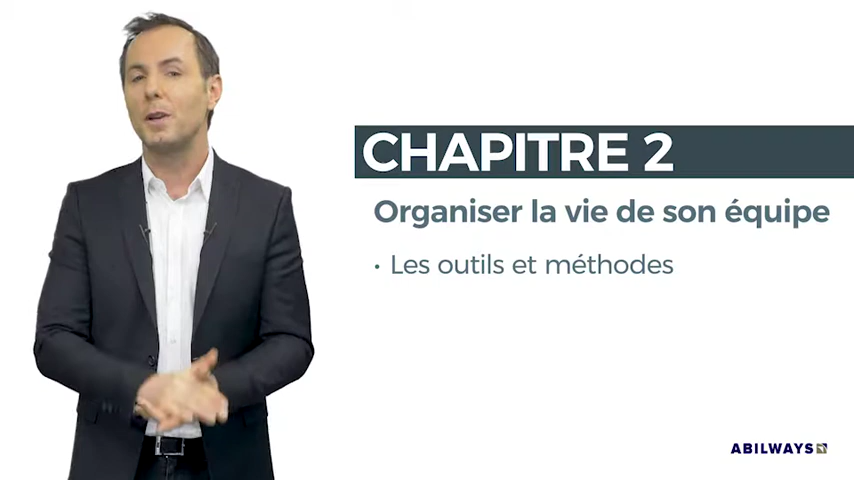 CHAPITRE 2
Organiser la vie de son équipe
• Les outils et méthodes
ABILWAYS